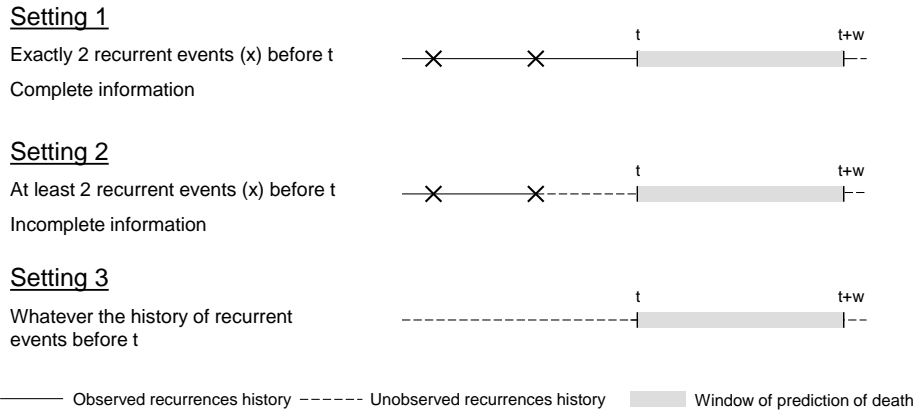 Setting 1
t t+w
Exactly 2 recurrent events (x) before t
Complete information
Setting 2
t t+w
At least 2 recurrent events (x) before t
Incomplete information
Setting 3
t t+w
Whatever the history of recurrent
events before t
Observed recurrences history Unobserved recurrences history Window of prediction of death